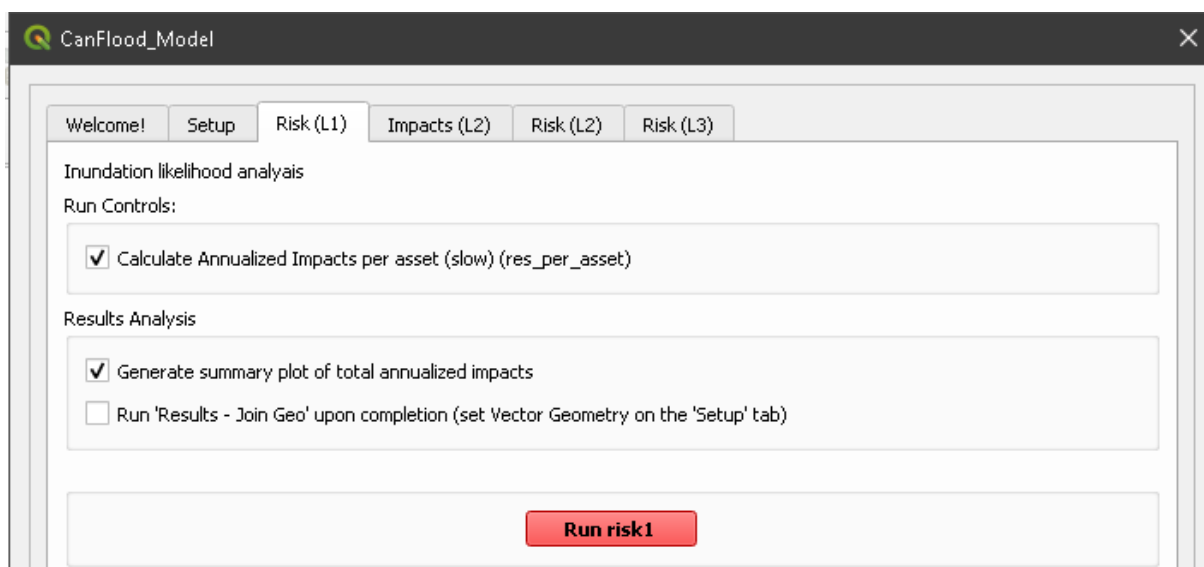 CanFlood_Model
Welcome! Setup Risk (L1) Impacts (L2) Risk (L2) Risk (L3)
Inundation likelihood analyais
Run Controls:
Calculate Annualized Impacts per asset (slow) (res_per_asset)
Results Analysis
Generate summary plot of total annualized impacts
Run 'Results - Join Geo' upon completion (set Vector Geometry on the 'Setup' tab)
Run risk1